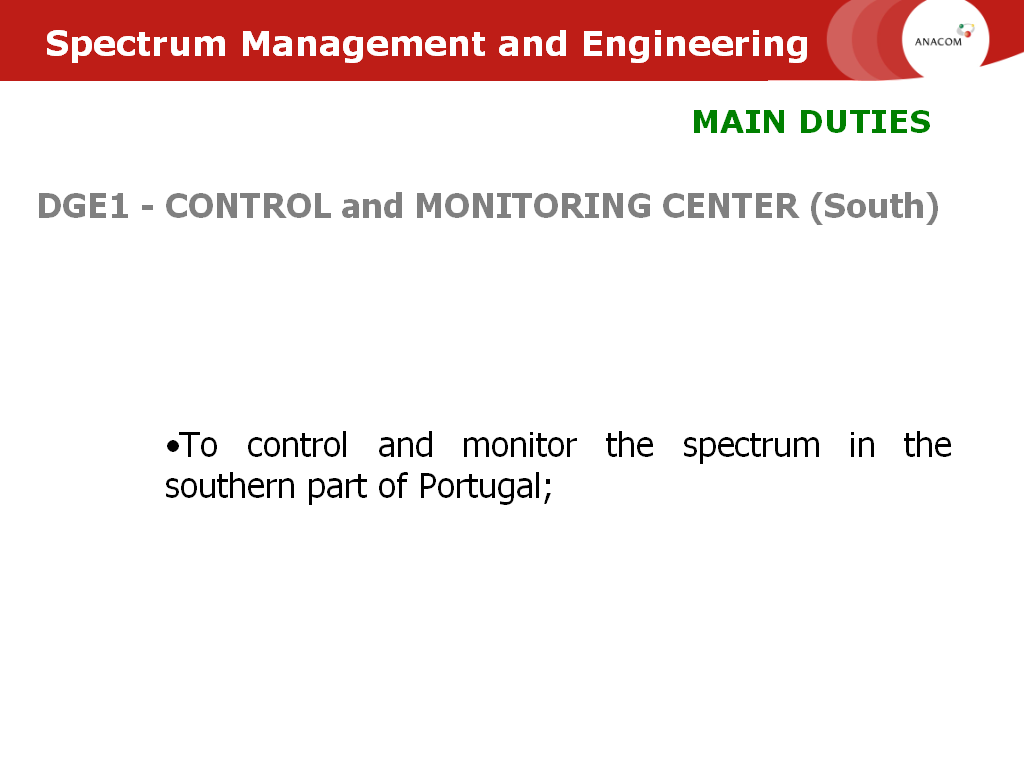 Spectrum Management and Engineering
ANACOM
MAIN DUTIES
DGE1 - CONTROL and MONITORING CENTER (South)
•To control and monitor the spectrum in the
southern part of Portugal;